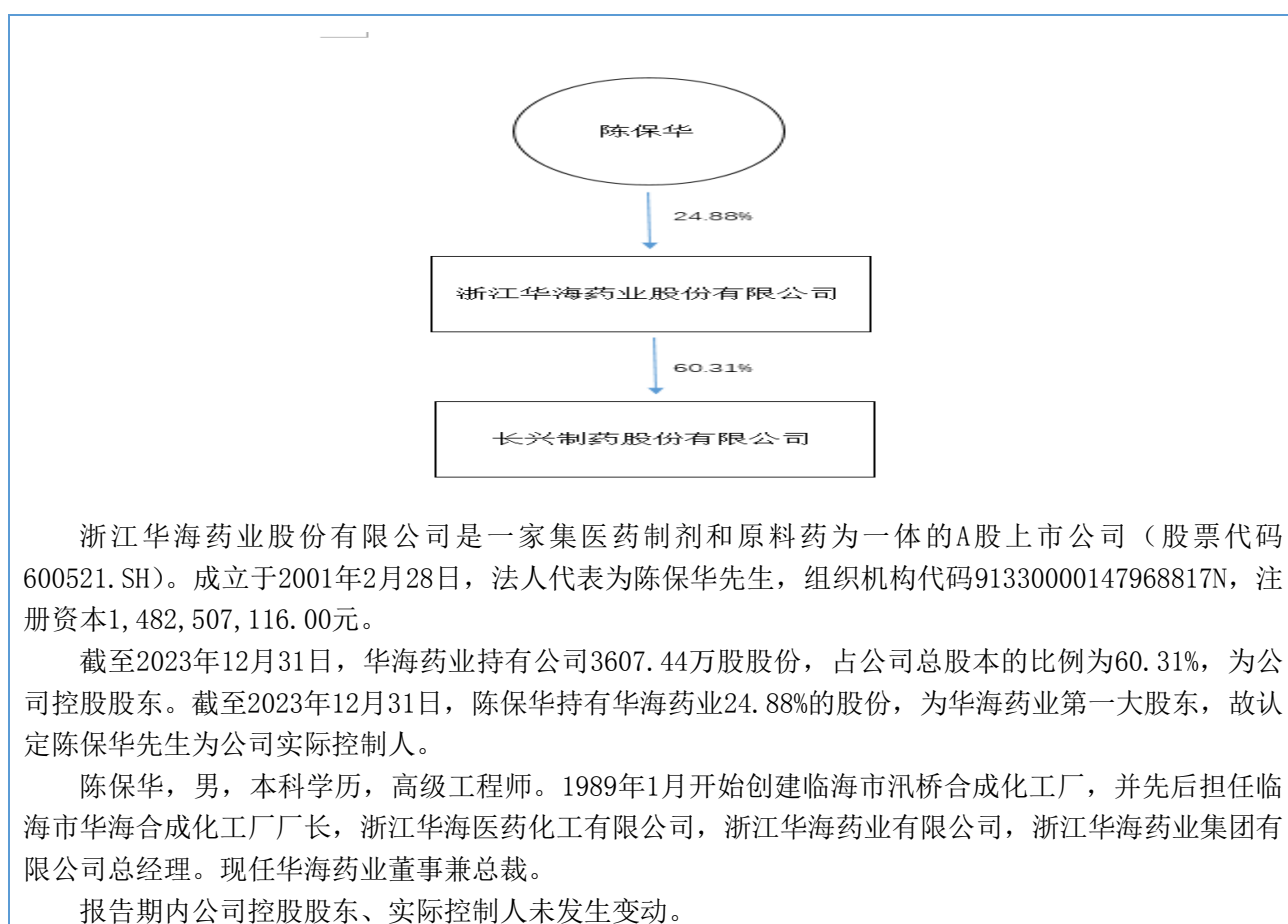 陈保华
24.88%
浙江华海药业股份有限公司
60.31%
长兴制药股份有限公司
浙江华海药业股份有限公司是一家集医药制剂和原料药为一体的A股上市公司（股票代码
600521.SH）。成立于2001年2月28日，法人代表为陈保华先生，组织机构代码91330000147968817N，注
册资本1,482,507,116.00元。
截至2023年12月31日，华海药业持有公司3607.44万股股份，占公司总股本的比例为60.31%，为公
司控股股东。截至2023年12月31日，陈保华持有华海药业24.88%的股份，为华海药业第一大股东，故认
定陈保华先生为公司实际控制人。
陈保华，男，本科学历，高级工程师。1989年1月开始创建临海市汛桥合成化工厂，并先后担任临
海市华海合成化工厂厂长，浙江华海医药化工有限公司，浙江华海药业有限公司，浙江华海药业集团有
限公司总经理。现任华海药业董事兼总裁。
报告期内公司控股股东、实际控制人未发生变动。